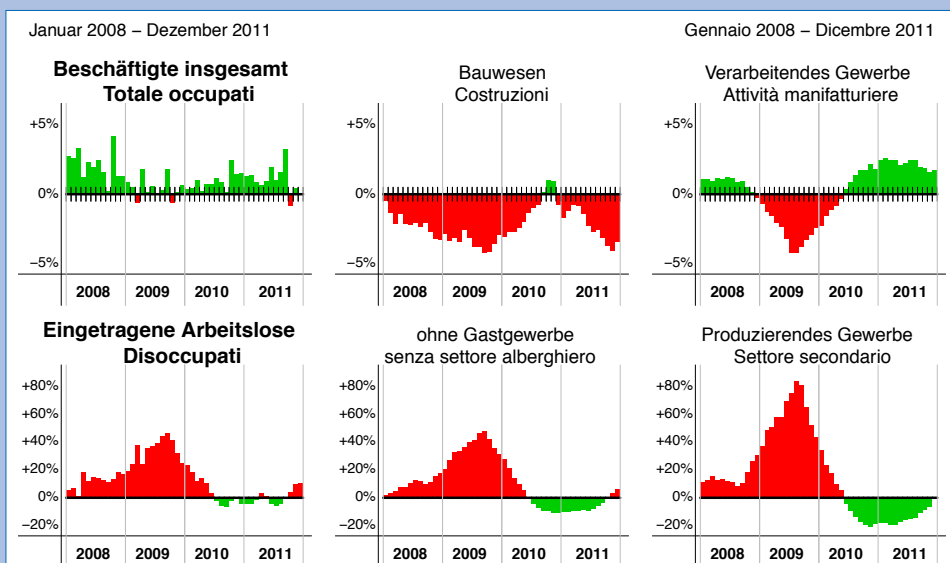 Januar 2008 – Dezember 2011
Gennaio 2008 – Dicembre 2011
Beschäftigte insgesamt
Totale occupati
+5%
0%
−5%
2008 2009 2010 2011
Bauwesen
Costruzioni
+5%
0%
−5%
2008 2009 2010 2011
Verarbeitendes Gewerbe
Attività manifatturiere
+5%
0%
−5%
2008 2009 2010 2011
Eingetragene Arbeitslose
Disoccupati
+80%
+60%
+40%
+20%
0%
−20%
2008 2009 2010 2011
ohne Gastgewerbe
senza settore alberghiero
+80%
+60%
+40%
+20%
0%
−20%
2008 2009 2010 2011
Produzierendes Gewerbe
Settore secondario
+80%
+60%
+40%
+20%
0%
−20%
2008 2009 2010 2011